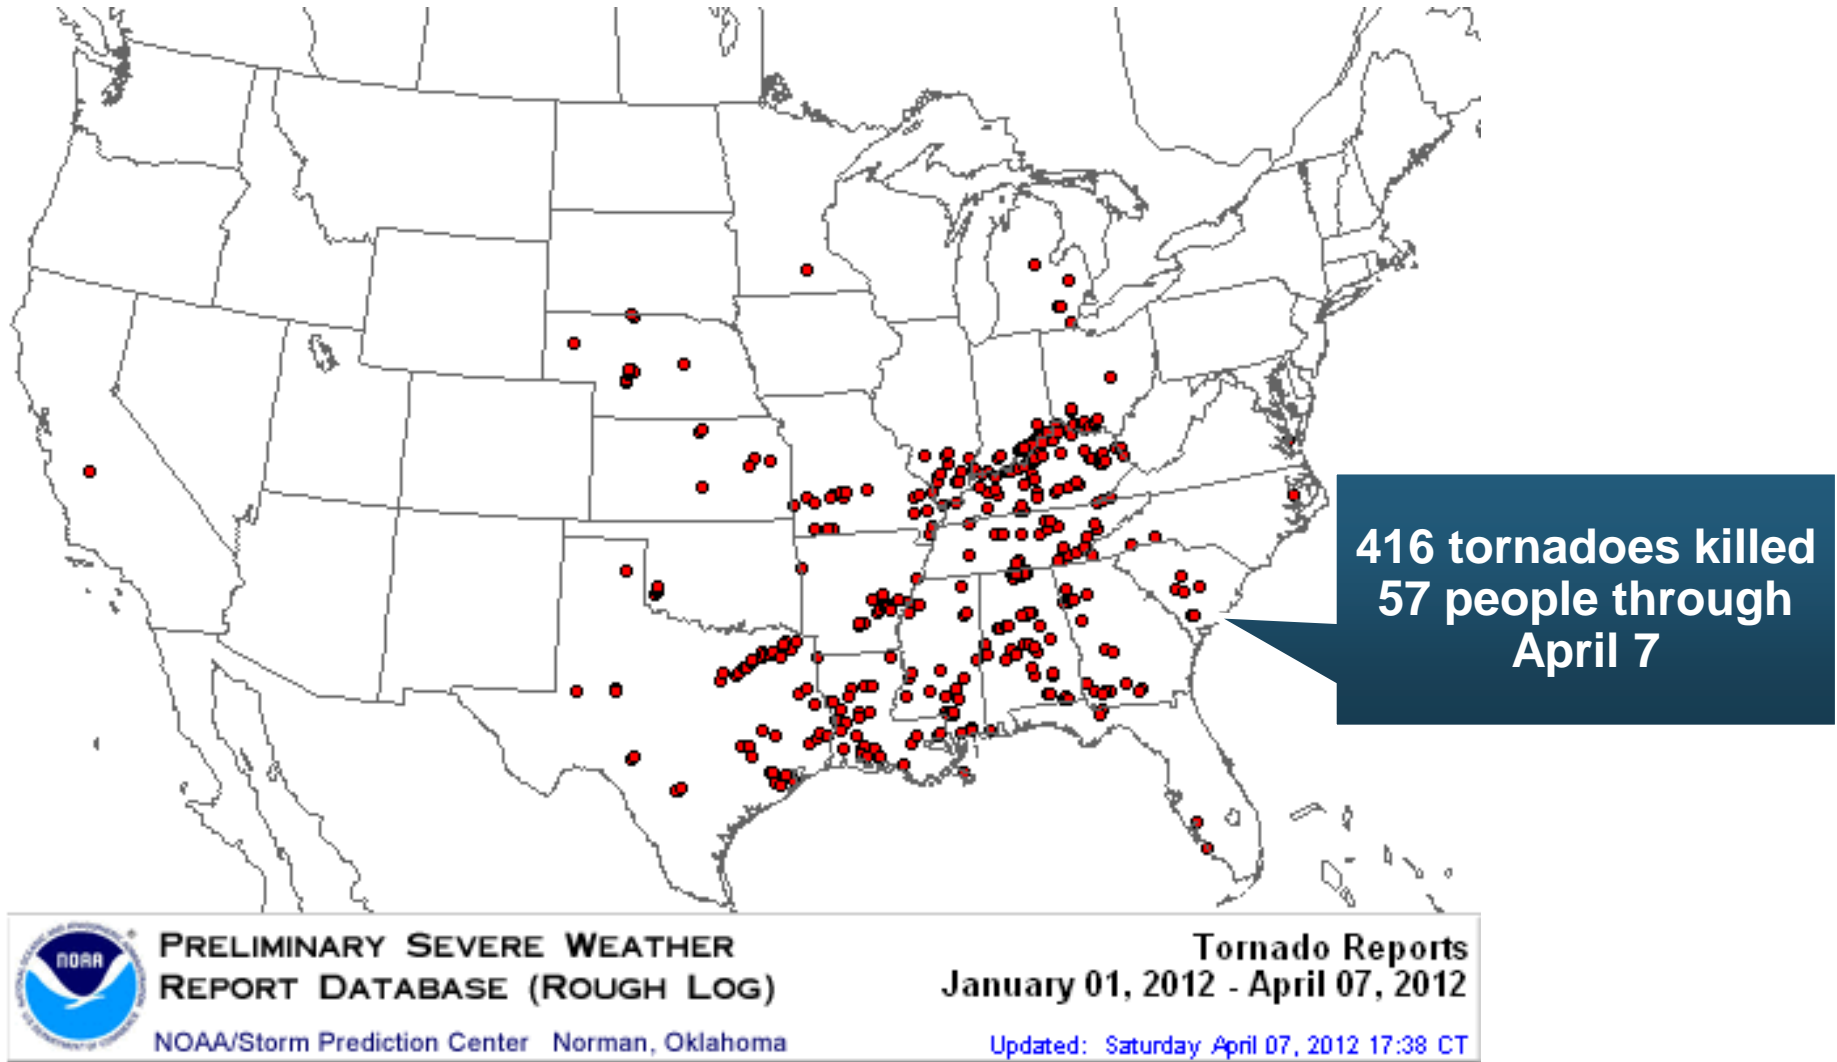 416 tornadoes killed
57 people through
April 7
NOAA
PRELIMINARY SEVERE WEATHER
REPORT DATABASE (ROUGH LOG)
NOAA/Storm Prediction Center Norman, Oklahoma
Tornado Reports
January 01, 2012 - April 07, 2012
Updated: Saturday April 07, 2012 17:38 CT